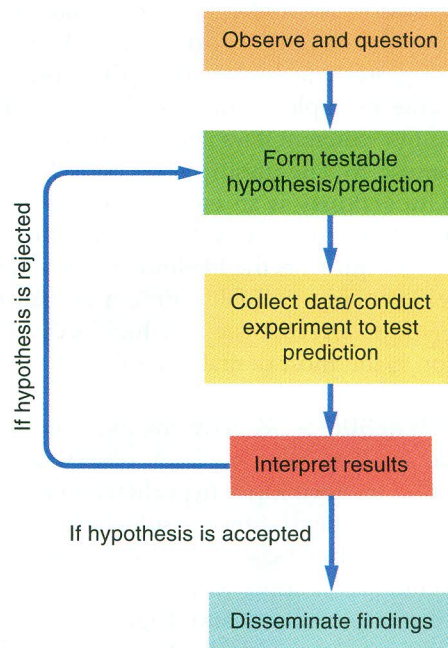 Observe and question
Form testable
hypothesis/prediction
If hypothesis is rejected
Collect data/conduct
experiment to test
prediction
Interpret results
If hypothesis is accepted
Disseminate findings